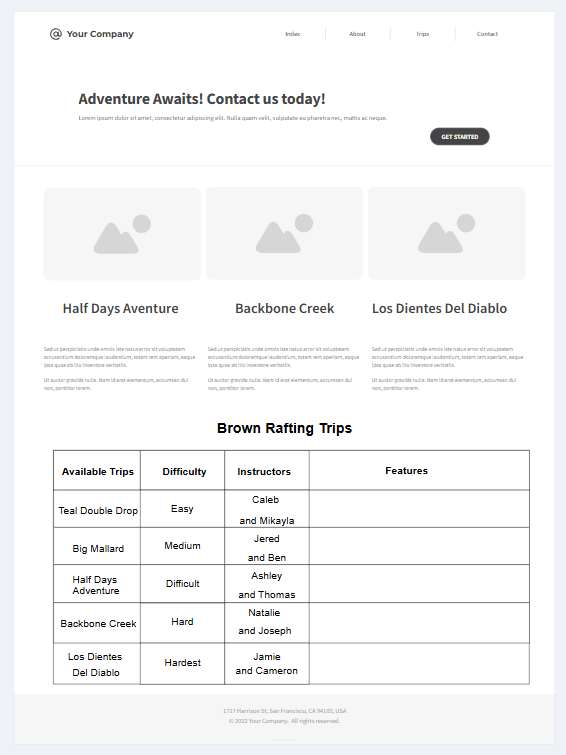 @ Your Company
Index About Trips Contact
Adventure Awaits! Contact us today!
Lorem ipsum dolor sit amet, consectetur adipiscing elit. Nulla quam velit, vulputate eu pharetra nec, mattis ac neque.
GET STARTED
Half Days Aventure
Backbone Creek
Los Dientes Del Diablo
Sed ut perspiciatis unde omnis iste natus error sit voluptatem
accusantium doloremque laudantium, totam rem aperiam, eaque
ipsa quae ab illo inventore veritatis.
Ut auctor gravida nulla. Nam id erat elementum, accumsan dui
non, porttitor lorem.
Sed ut perspiciatis unde omnis iste natus error sit voluptatem
accusantium doloremque laudantium, totam rem aperiam, eaque
ipsa quae ab illo inventore veritatis.
Ut auctor gravida nulla. Nam id erat elementum, accumsan dui
non, porttitor lorem.
Sed ut perspiciatis unde omnis iste natus error sit voluptatem
accusantium doloremque laudantium, totam rem aperiam, eaque
ipsa quae ab illo inventore veritatis.
Ut auctor gravida nulla. Nam id erat elementum, accumsan dui
non, porttitor lorem.
Brown Rafting Trips
Available Trips Difficulty Instructors Features
Teal Double Drop
Easy
Caleb
and Mikayla
Big Mallard
Medium
Jered
and Ben
Half Days
Adventure
Difficult
Ashley
and Thomas
Backbone Creek
Hard
Natalie
and Joseph
Los Dientes
Del Diablo
Hardest
Jamie
and Cameron
1717 Harrison St, San Francisco, CA 94103, USA
© 2022 Your Company. All rights reserved.